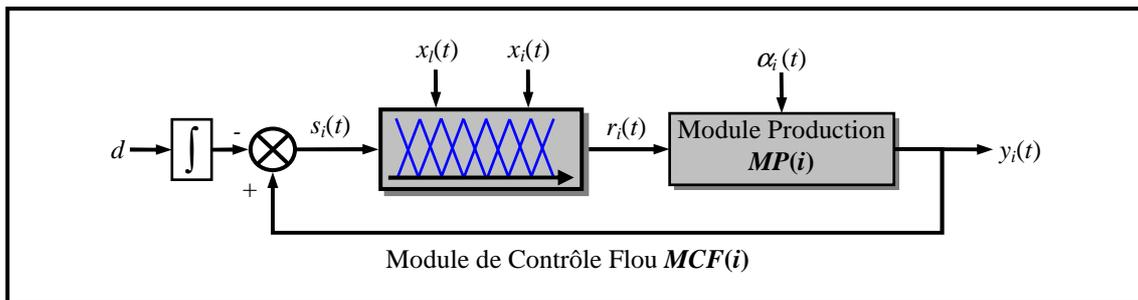 x_l(t) x_i(t)
α_i(t)
d ∫ - s_i(t) r_i(t) Module Production y_i(t)
MP(i)
+
Module de Contrôle Flou MCF(i)